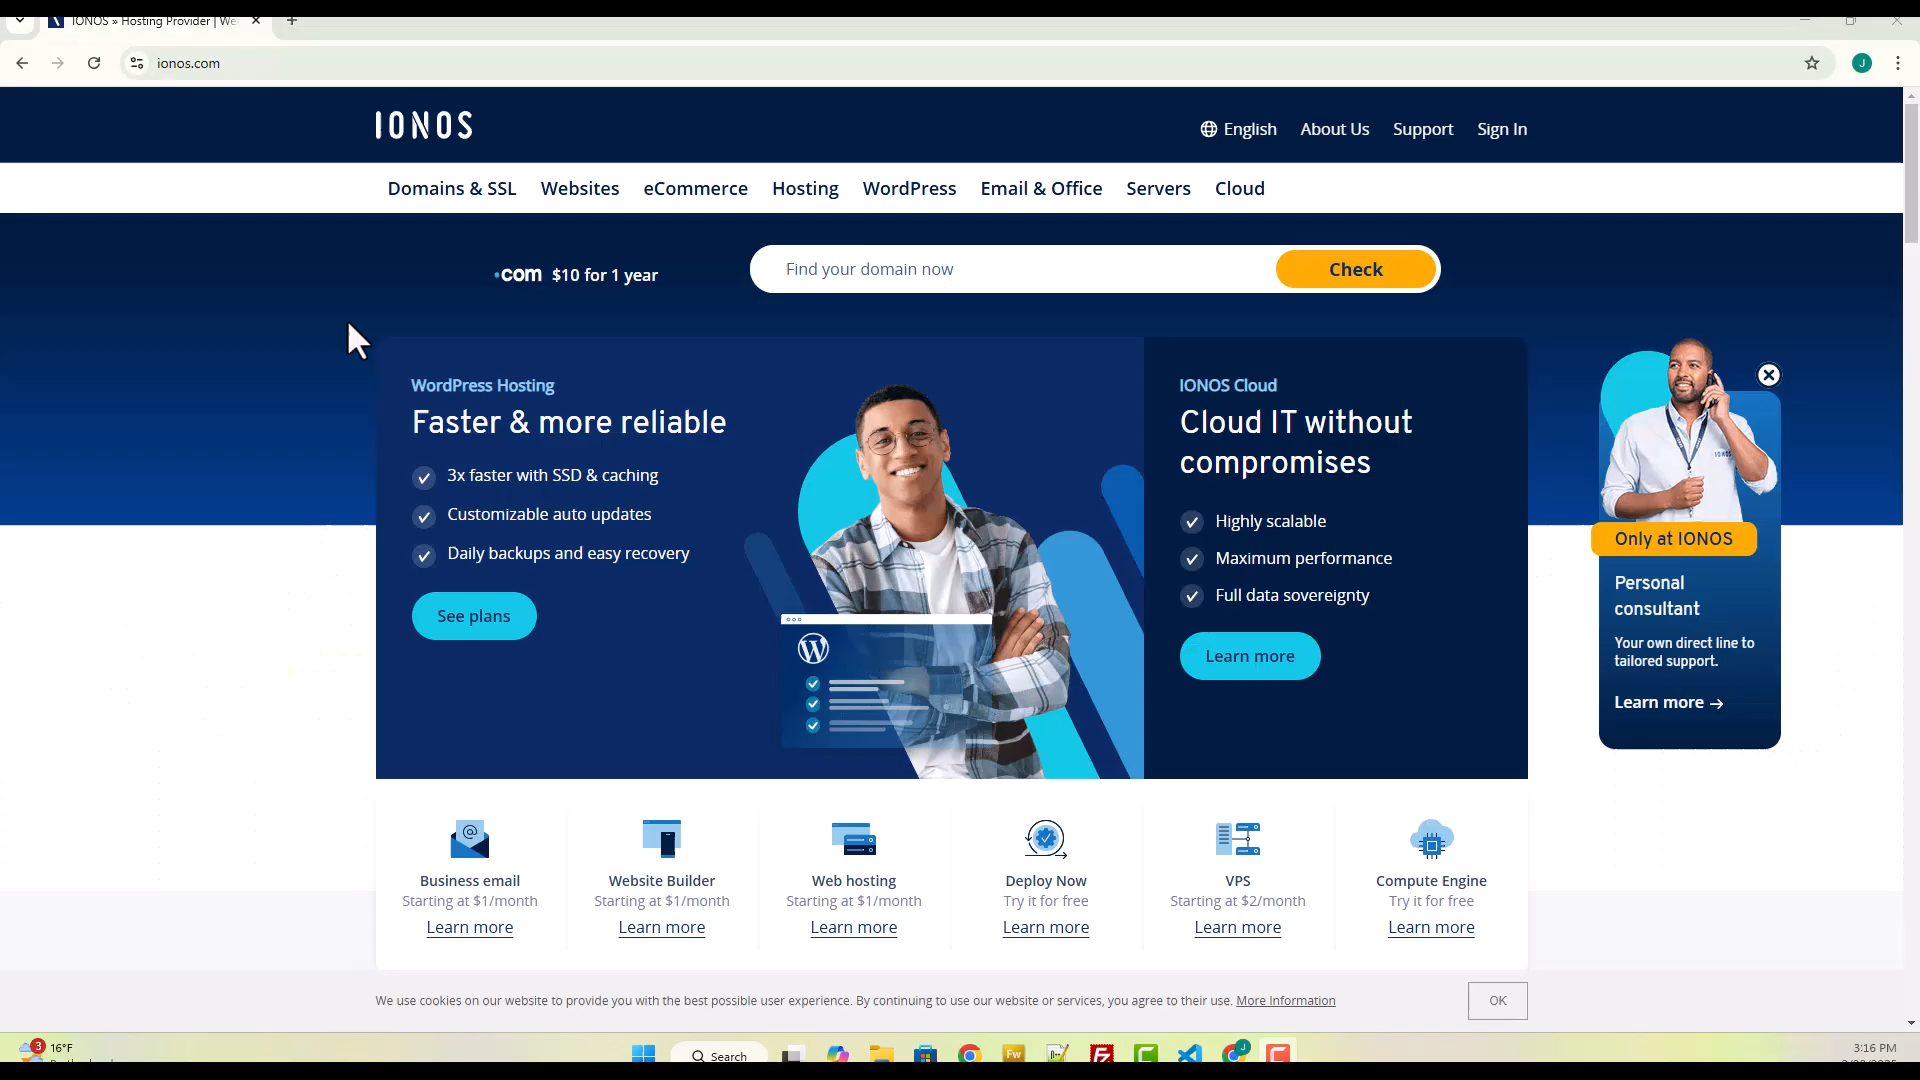 IONOS » Hosting Provider | We
ionos.com
J
IONOS
English About Us Support Sign In
Domains & SSL Websites eCommerce Hosting WordPress Email & Office Servers Cloud
.com $10 for 1 year
Find your domain now
Check
WordPress Hosting
Faster & more reliable
3x faster with SSD & caching
Customizable auto updates
Daily backups and easy recovery
See plans
IONOS Cloud
Cloud IT without
compromises
Highly scalable
Maximum performance
Full data sovereignty
Learn more
IONOS
Only at IONOS
Personal
consultant
Your own direct line to
tailored support.
Learn more →
Business email
Starting at $1/month
Learn more
Website Builder
Starting at $1/month
Learn more
Web hosting
Starting at $1/month
Learn more
Deploy Now
Try it for free
Learn more
VPS
Starting at $2/month
Learn more
Compute Engine
Try it for free
Learn more
We use cookies on our website to provide you with the best possible user experience. By continuing to use our website or services, you agree to their use. More Information
OK
3 16°F
Search
Fw
J
3:16 PM